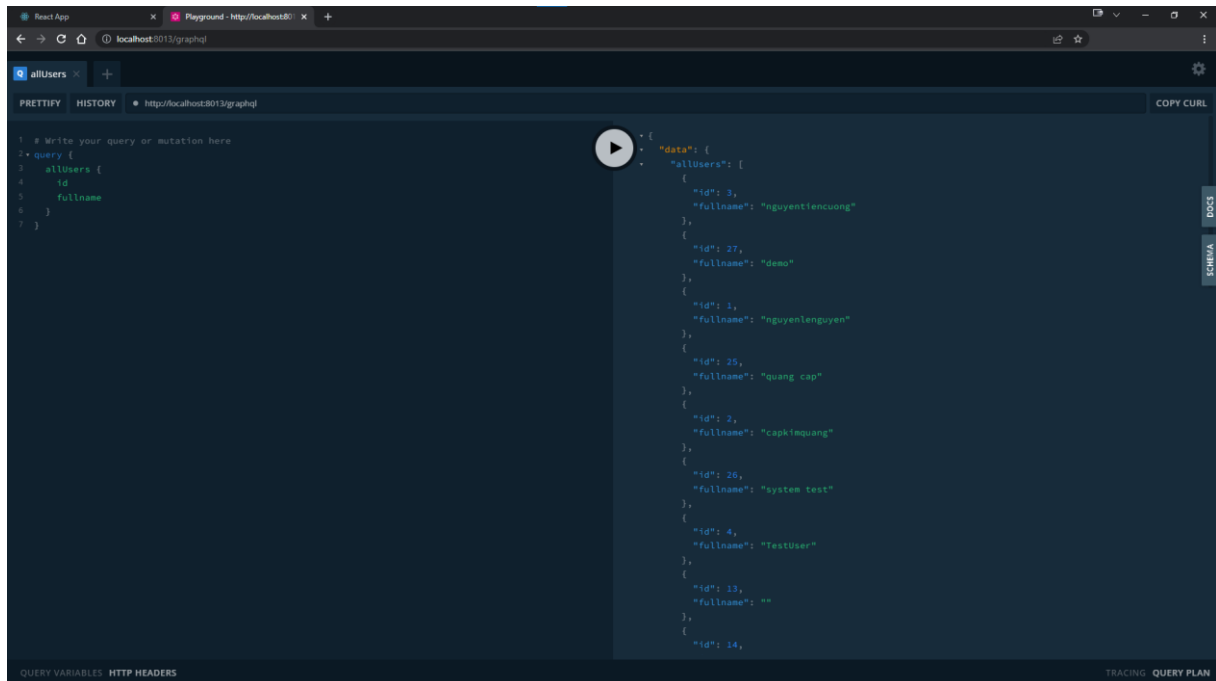 React App
Playground - http://localhost:801
localhost:8013/graphql
Q allUsers
PRETTIFY HISTORY http://localhost:8013/graphql COPY CURL
1 # Write your query or mutation here
2 query {
3 allUsers {
4 id
5 fullname
6 }
7 }
{
"data": {
"allUsers": [
{
"id": 3,
"fullname": "nguyentiencuong"
},
{
"id": 27,
"fullname": "demo"
},
{
"id": 1,
"fullname": "nguyenlenguyen"
},
{
"id": 25,
"fullname": "quang cap"
},
{
"id": 2,
"fullname": "capkimquang"
},
{
"id": 26,
"fullname": "system test"
},
{
"id": 4,
"fullname": "TestUser"
},
{
"id": 13,
"fullname": ""
},
{
"id": 14,
DOCS
SCHEMA
QUERY VARIABLES HTTP HEADERS
TRACING QUERY PLAN